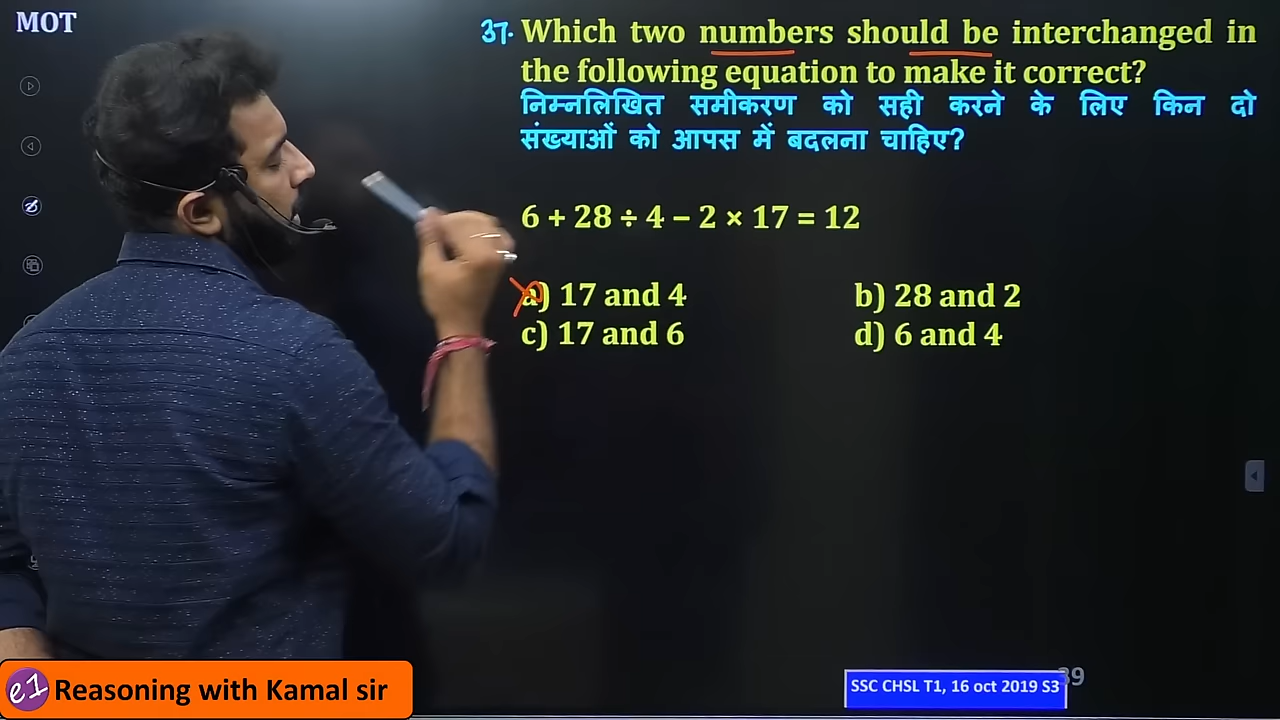 MOT
37. Which two numbers should be interchanged in
the following equation to make it correct?
निम्नलिखित समीकरण को सही करने के लिए किन दो
संख्याओं को आपस में बदलना चाहिए?
6 + 28 ÷ 4 − 2 × 17 = 12
a) 17 and 4 b) 28 and 2
c) 17 and 6 d) 6 and 4
e1 Reasoning with Kamal sir
SSC CHSL T1, 16 oct 2019 S3
39